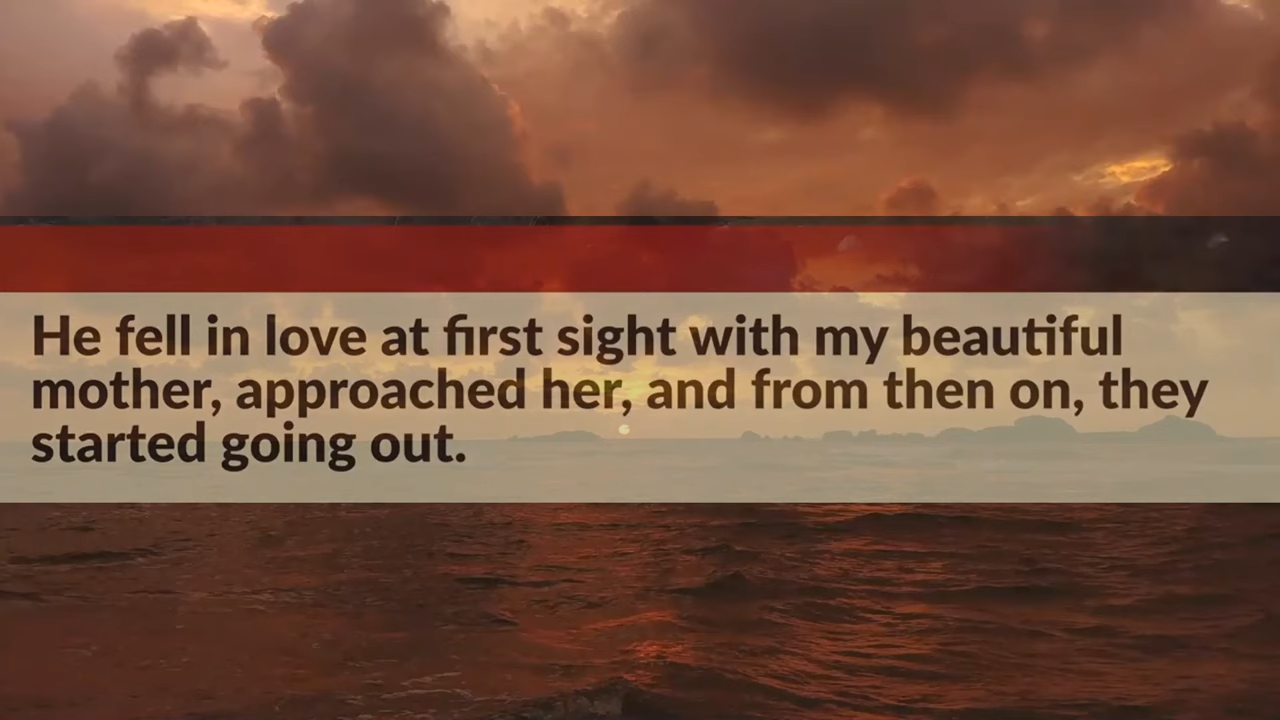 He fell in love at first sight with my beautiful
mother, approached her, and from then on, they
started going out.